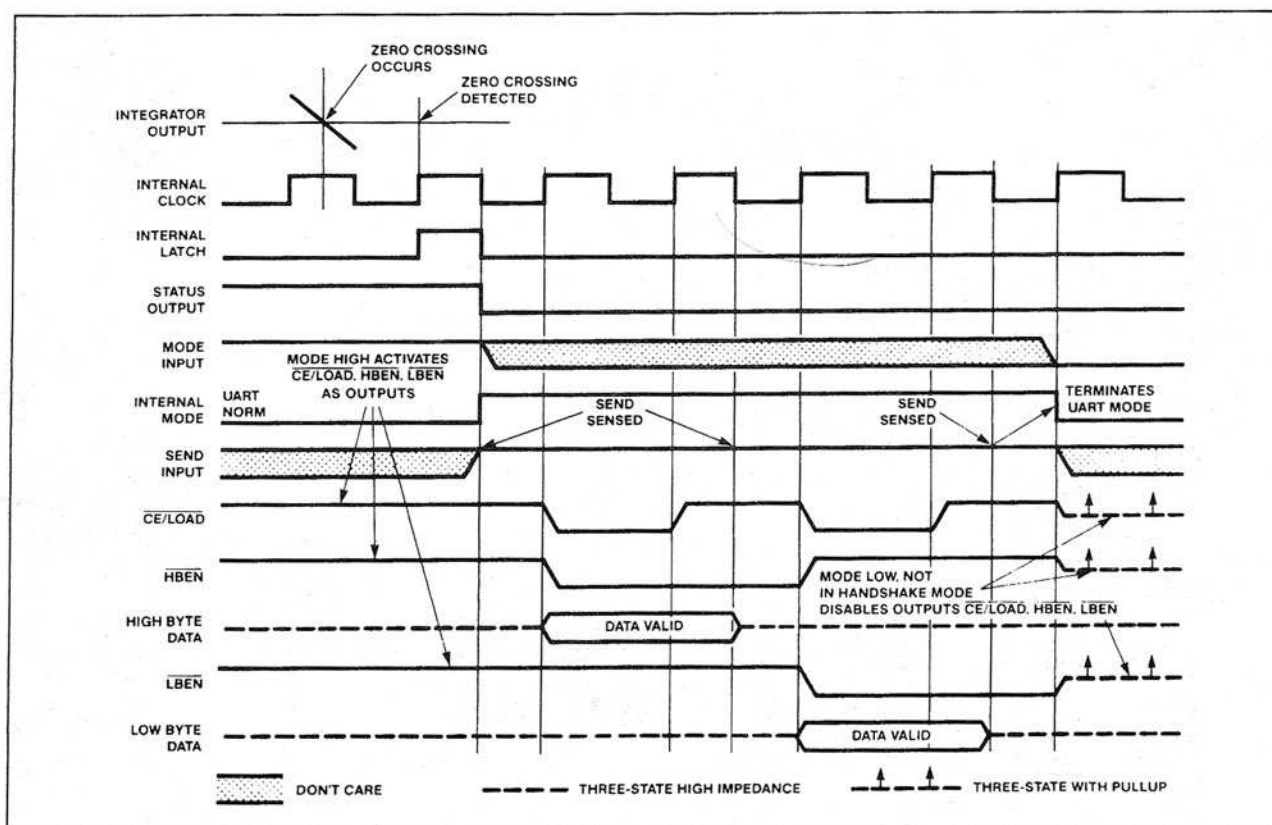 ZERO CROSSING
OCCURS
ZERO CROSSING
DETECTED
INTEGRATOR
OUTPUT
INTERNAL
CLOCK
INTERNAL
LATCH
STATUS
OUTPUT
MODE
INPUT
MODE HIGH ACTIVATES
CE/LOAD, HBEN, LBEN
AS OUTPUTS
INTERNAL
MODE
UART
NORM
SEND
SENSED
SEND
SENSED
TERMINATES
UART MODE
SEND
INPUT
CE/LOAD
HBEN
MODE LOW, NOT
IN HANDSHAKE MODE
DISABLES OUTPUTS CE/LOAD, HBEN, LBEN
HIGH BYTE
DATA
DATA VALID
LBEN
LOW BYTE
DATA
DATA VALID
DON'T CARE
THREE-STATE HIGH IMPEDANCE
THREE-STATE WITH PULLUP